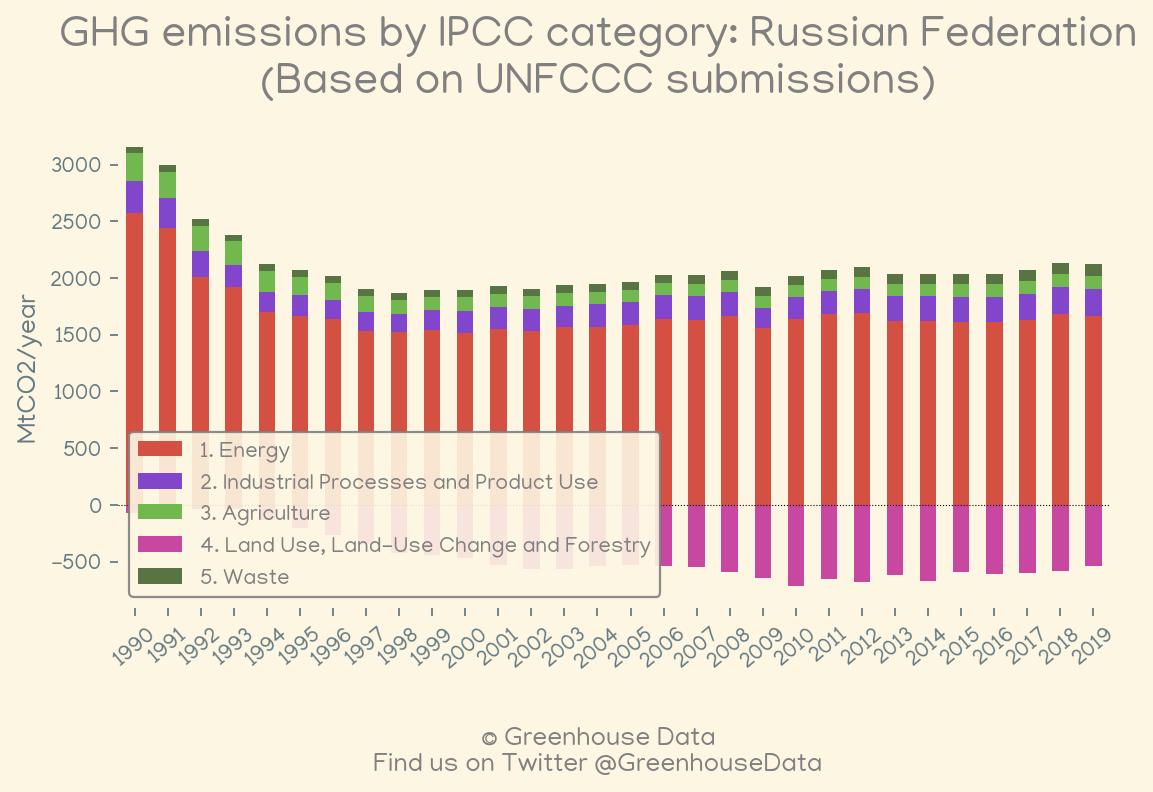 GHG emissions by IPCC category: Russian Federation
(Based on UNFCCC submissions)
MtCO2/year
3000
2500
2000
1500
1000
500
0
−500
1. Energy
2. Industrial Processes and Product Use
3. Agriculture
4. Land Use, Land-Use Change and Forestry
5. Waste
1990 1991 1992 1993 1994 1995 1996 1997 1998 1999 2000 2001 2002 2003 2004 2005 2006 2007 2008 2009 2010 2011 2012 2013 2014 2015 2016 2017 2018 2019
© Greenhouse Data
Find us on Twitter @GreenhouseData